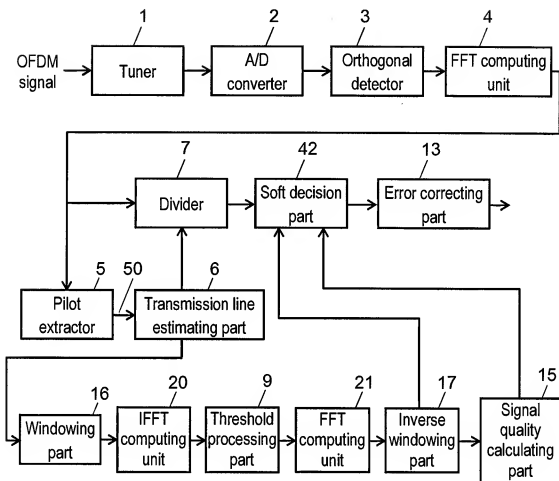 1
2
3
4
OFDM
signal
Tuner
A/D
converter
Orthogonal
detector
FFT computing
unit
7
42
13
Divider
Soft decision
part
Error correcting
part
5
50
6
Pilot
extractor
Transmission line
estimating part
16
20
9
21
17
15
Windowing
part
IFFT
computing
unit
Threshold
processing
part
FFT
computing
unit
Inverse
windowing
part
Signal
quality
calculating
part